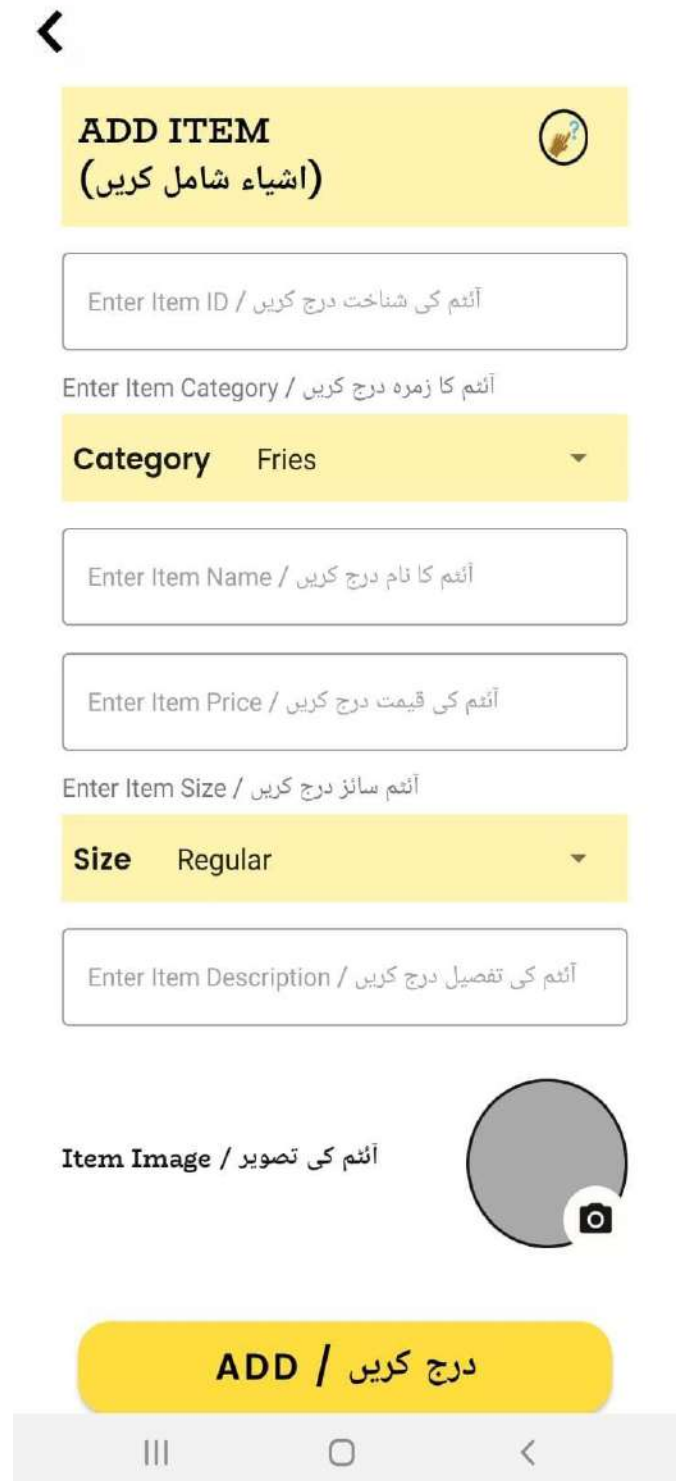 ADD ITEM
(اشیاء شامل کریں)
Enter Item ID / آئٹم کی شناخت درج کریں
Enter Item Category / آئٹم کا زمرہ درج کریں
Category Fries
Enter Item Name / آئٹم کا نام درج کریں
Enter Item Price / آئٹم کی قیمت درج کریں
Enter Item Size / آئٹم سائز درج کریں
Size Regular
Enter Item Description / آئٹم کی تفصیل درج کریں
Item Image / آئٹم کی تصویر
ADD / درج کریں